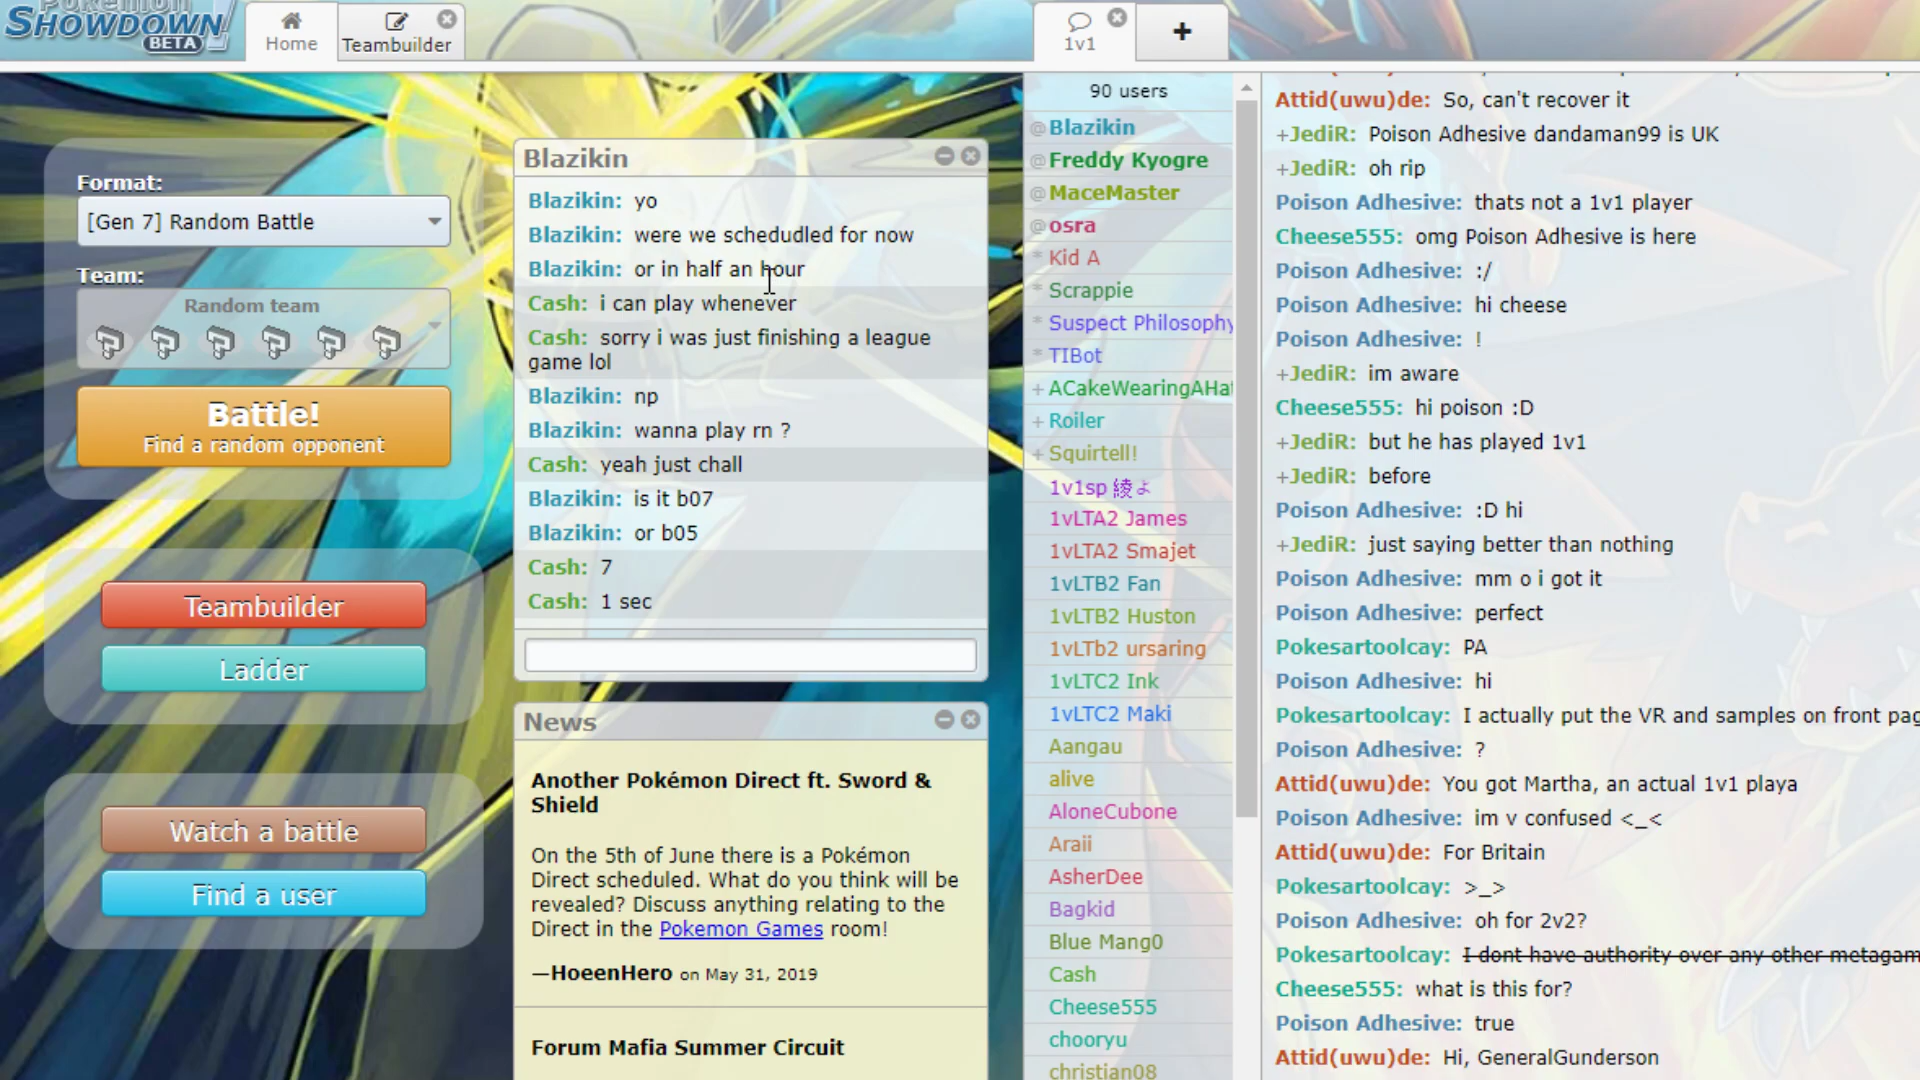 Pokémon
SHOWDOWN
BETA
Home
Teambuilder
1v1
+
Format:
[Gen 7] Random Battle
Team:
Random team
Battle!
Find a random opponent
Teambuilder
Ladder
Watch a battle
Find a user
Blazikin
Blazikin: yo
Blazikin: were we schedudled for now
Blazikin: or in half an hour
Cash: i can play whenever
Cash: sorry i was just finishing a league
game lol
Blazikin: np
Blazikin: wanna play rn ?
Cash: yeah just chall
Blazikin: is it b07
Blazikin: or b05
Cash: 7
Cash: 1 sec
News
Another Pokémon Direct ft. Sword &
Shield
On the 5th of June there is a Pokémon
Direct scheduled. What do you think will be
revealed? Discuss anything relating to the
Direct in the Pokemon Games room!
—HoeenHero on May 31, 2019
Forum Mafia Summer Circuit
90 users
@Blazikin
@Freddy Kyogre
@MaceMaster
@osra
*Kid A
*Scrappie
*Suspect Philosophy
*TIBot
+ACakeWearingAHat
+Roiler
+Squirtell!
1v1sp 綾よ
1vLTA2 James
1vLTA2 Smajet
1vLTB2 Fan
1vLTB2 Huston
1vLTb2 ursaring
1vLTC2 Ink
1vLTC2 Maki
Aangau
alive
AloneCubone
Araii
AsherDee
Bagkid
Blue Mang0
Cash
Cheese555
chooryu
christian08
Attid(uwu)de: So, can't recover it
+JediR: Poison Adhesive dandaman99 is UK
+JediR: oh rip
Poison Adhesive: thats not a 1v1 player
Cheese555: omg Poison Adhesive is here
Poison Adhesive: :/
Poison Adhesive: hi cheese
Poison Adhesive: !
+JediR: im aware
Cheese555: hi poison :D
+JediR: but he has played 1v1
+JediR: before
Poison Adhesive: :D hi
+JediR: just saying better than nothing
Poison Adhesive: mm o i got it
Poison Adhesive: perfect
Pokesartoolcay: PA
Poison Adhesive: hi
Pokesartoolcay: I actually put the VR and samples on front pag
Poison Adhesive: ?
Attid(uwu)de: You got Martha, an actual 1v1 playa
Poison Adhesive: im v confused <_<
Attid(uwu)de: For Britain
Pokesartoolcay: >_>
Poison Adhesive: oh for 2v2?
Pokesartoolcay: I dont have authority over any other metagam
Cheese555: what is this for?
Poison Adhesive: true
Attid(uwu)de: Hi, GeneralGunderson